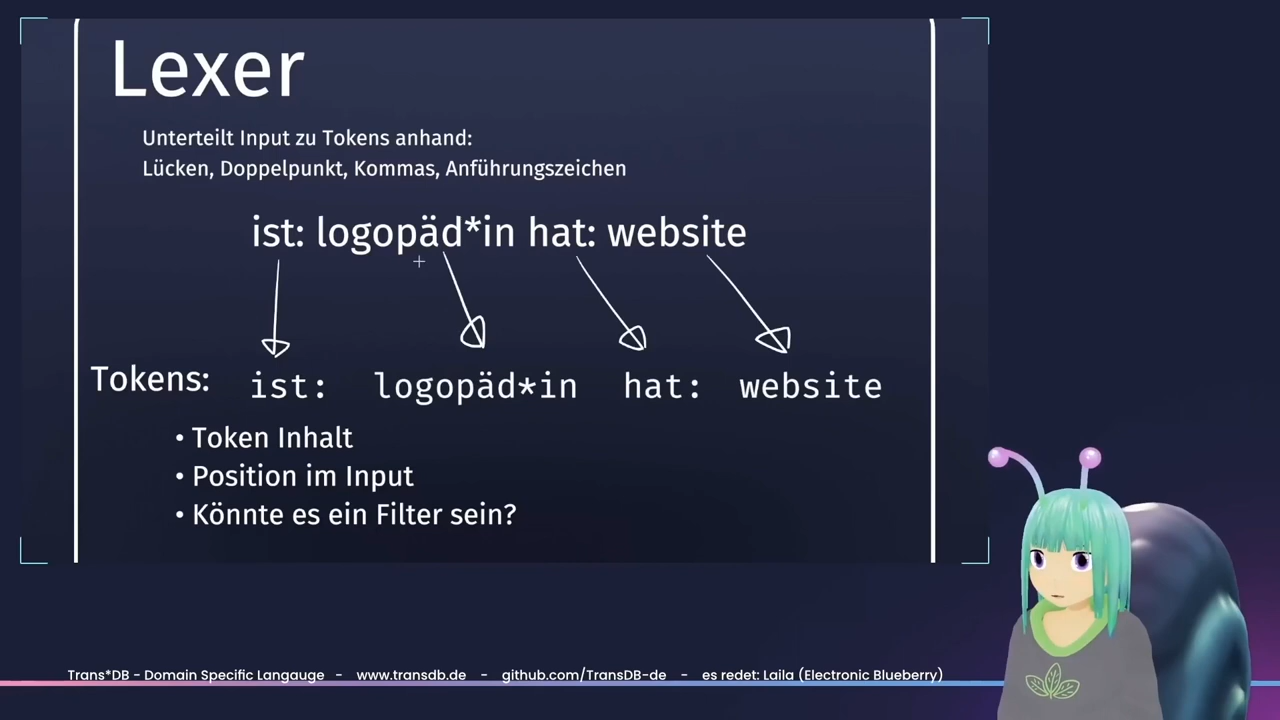 Lexer
Unterteilt Input zu Tokens anhand:
Lücken, Doppelpunkt, Kommas, Anführungszeichen
ist: logopäd*in hat: website
Tokens: ist: logopäd*in hat: website
• Token Inhalt
• Position im Input
• Könnte es ein Filter sein?
Trans*DB - Domain Specific Langauge - www.transdb.de - github.com/TransDB-de - es redet: Laila (Electronic Blueberry)